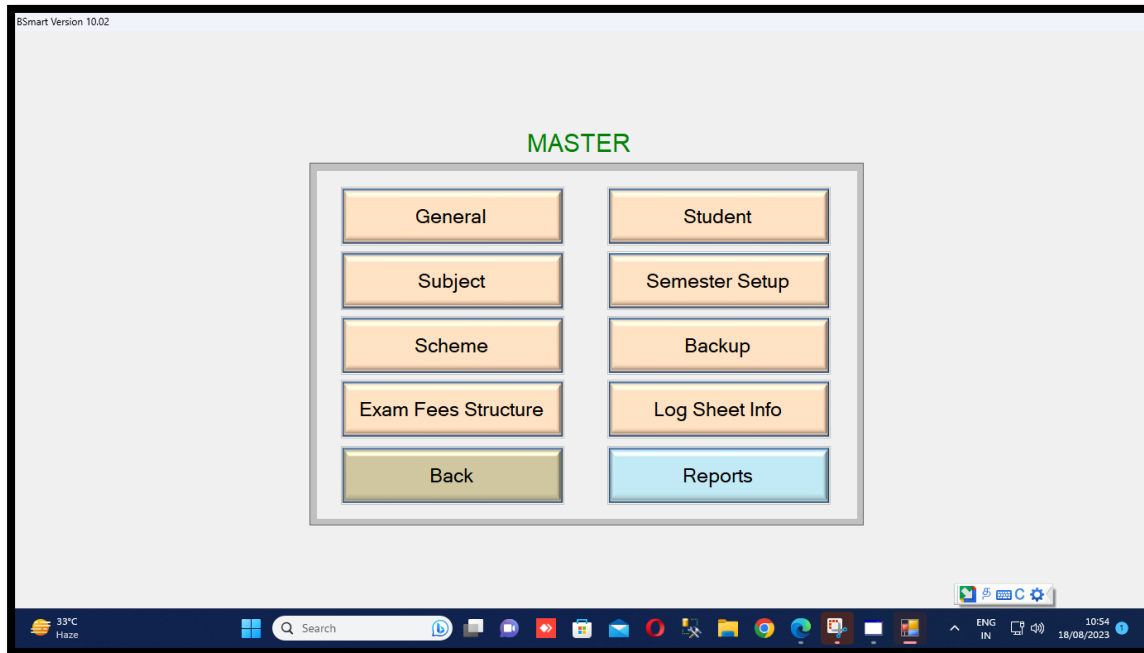 BSmart Version 10.02
MASTER
General
Student
Subject
Semester Setup
Scheme
Backup
Exam Fees Structure
Log Sheet Info
Back
Reports
C
33°C
Haze
Search
ENG
IN
10:54
18/08/2023
1